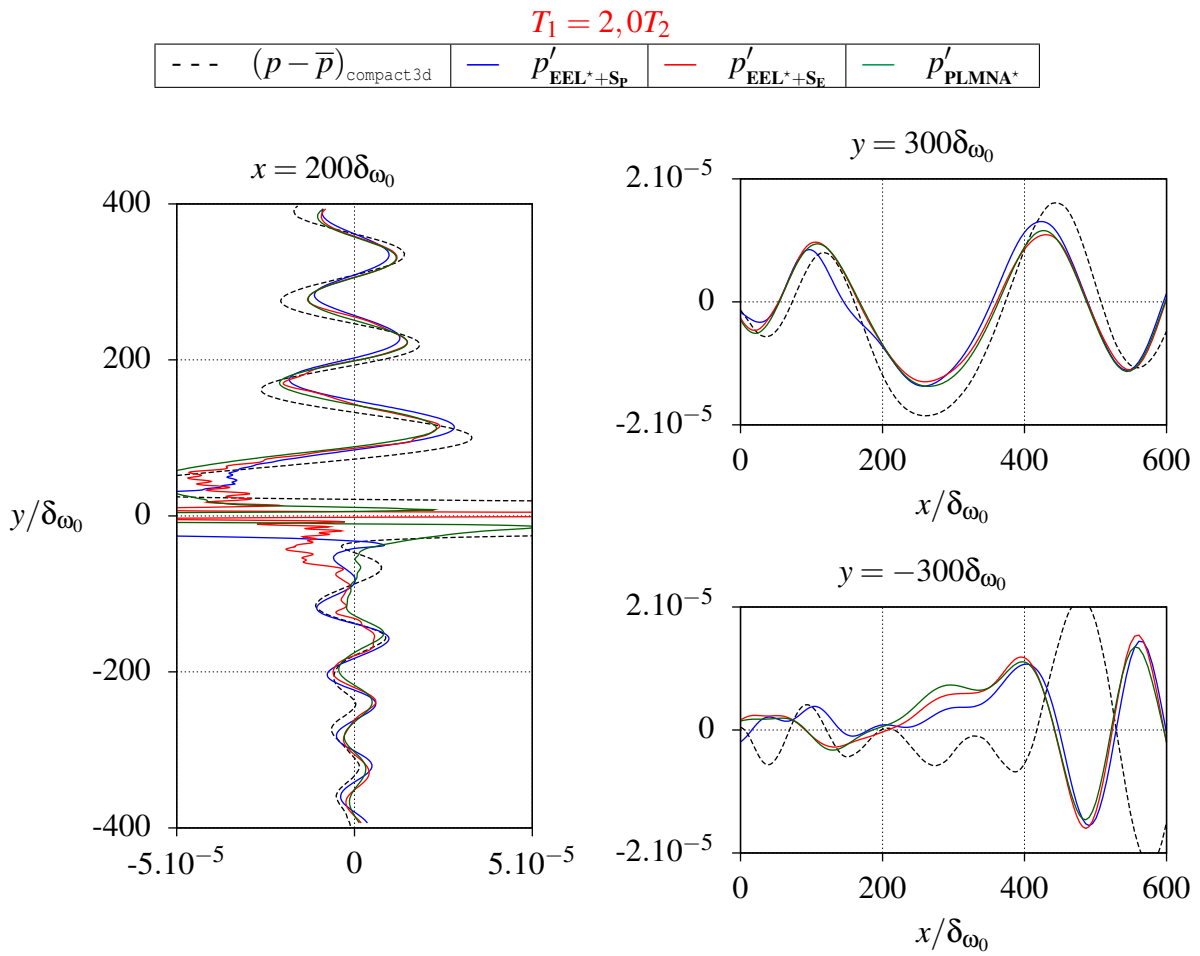 T₁ = 2,0T₂
(p − p̅)compact3d p′EEL⋆+S_P p′EEL⋆+S_E p′PLMNA⋆
x = 200δω₀
400
200
0
-200
-400
y/δω₀
-5.10⁻⁵ 0 5.10⁻⁵
y = 300δω₀
2.10⁻⁵
0
-2.10⁻⁵
0 200 400 600
x/δω₀
y = −300δω₀
2.10⁻⁵
0
-2.10⁻⁵
0 200 400 600
x/δω₀